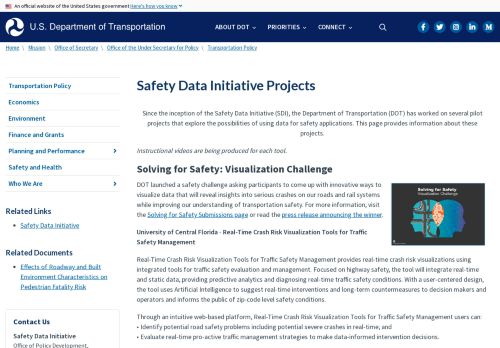 An official website of the United States government Here's how you know
U.S. Department of Transportation
ABOUT DOT
PRIORITIES
CONNECT
Home \ Mission \ Office of Secretary \ Office of the Under Secretary for Policy \ Transportation Policy
Transportation Policy
Economics
Environment
Finance and Grants
Planning and Performance
Safety and Health
Who We Are
Related Links
Safety Data Initiative
Related Documents
Effects of Roadway and Built
Environment Characteristics on
Pedestrian Fatality Risk
Contact Us
Safety Data Initiative
Office of Policy Development,
Safety Data Initiative Projects
Since the inception of the Safety Data Initiative (SDI), the Department of Transportation (DOT) has worked on several pilot
projects that explore the possibilities of using data for safety applications. This page provides information about these
projects.
Instructional videos are being produced for each tool.
Solving for Safety: Visualization Challenge
DOT launched a safety challenge asking participants to come up with innovative ways to
visualize data that will reveal insights into serious crashes on our roads and rail systems
while improving our understanding of transportation safety. For more information, visit
the Solving for Safety Submissions page or read the press release announcing the winner.
Solving for Safety
Visualization Challenge
University of Central Florida - Real-Time Crash Risk Visualization Tools for Traffic
Safety Management
Real-Time Crash Risk Visualization Tools for Traffic Safety Management provides real-time crash risk visualizations using
integrated tools for traffic safety evaluation and management. Focused on highway safety, the tool will integrate real-time
and static data, providing predictive analytics and diagnosing real-time traffic safety conditions. With a user-centered design,
the tool uses Artificial Intelligence to suggest real-time interventions and long-term countermeasures to decision makers and
operators and informs the public of zip-code level safety conditions.
Through an intuitive web-based platform, Real-Time Crash Risk Visualization Tools for Traffic Safety Management users can:
• Identify potential road safety problems including potential severe crashes in real-time, and
• Evaluate real-time pro-active traffic management strategies to make data-informed intervention decisions.